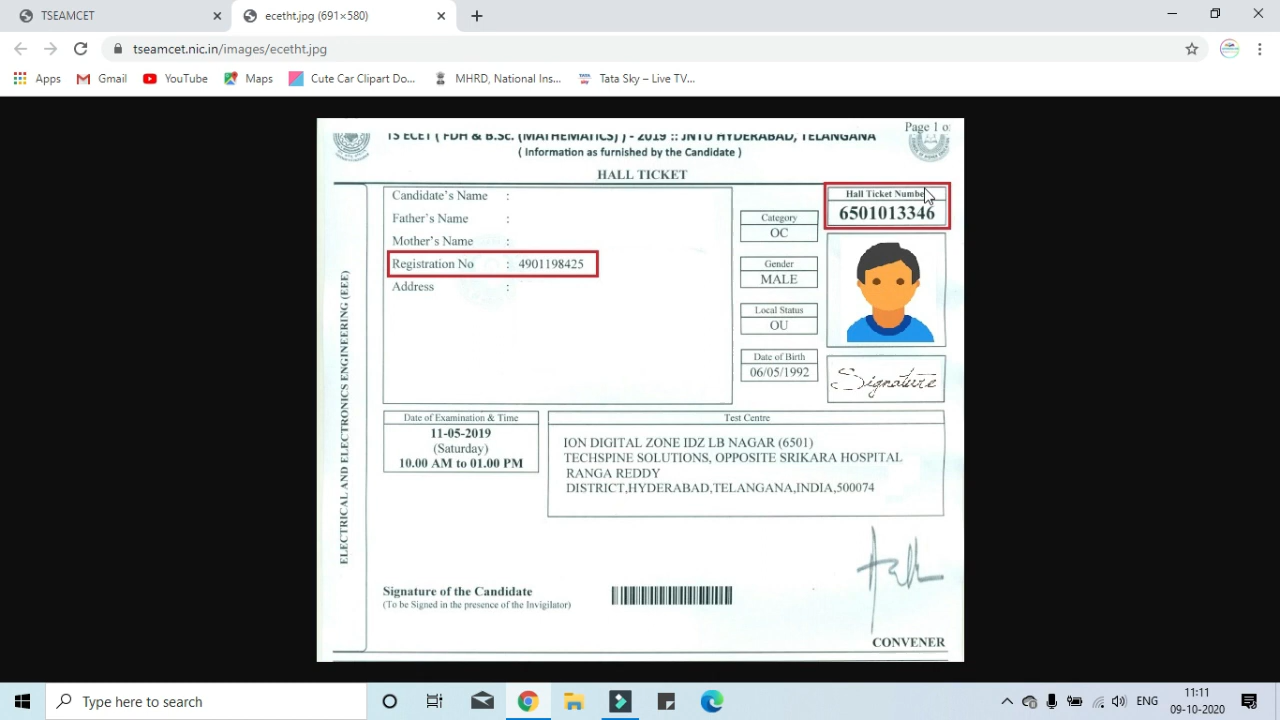 TSEAMCET
ecetht.jpg (691×580)
tseamcet.nic.in/images/ecetht.jpg
Apps
Gmail
YouTube
Maps
Cute Car Clipart Do...
MHRD, National Ins...
Tata Sky – Live TV...
Page 1 o
TS ECET ( FDH & B.Sc. (MATHEMATICS) ) - 2019 :: JNTU HYDERABAD, TELANGANA
( Information as furnished by the Candidate )
HALL TICKET
Candidate's Name :
Father's Name :
Mother's Name :
Registration No : 4901198425
Address :
Category
OC
Gender
MALE
Local Status
OU
Date of Birth
06/05/1992
Hall Ticket Numbe
6501013346
Signature
ELECTRICAL AND ELECTRONICS ENGINEERING (EEE)
Date of Examination & Time
11-05-2019
(Saturday)
10.00 AM to 01.00 PM
Test Centre
ION DIGITAL ZONE IDZ LB NAGAR (6501)
TECHSPINE SOLUTIONS, OPPOSITE SRIKARA HOSPITAL
RANGA REDDY
DISTRICT,HYDERABAD,TELANGANA,INDIA,500074
Signature of the Candidate
(To be Signed in the presence of the Invigilator)
CONVENER
Type here to search
ENG
11:11
09-10-2020